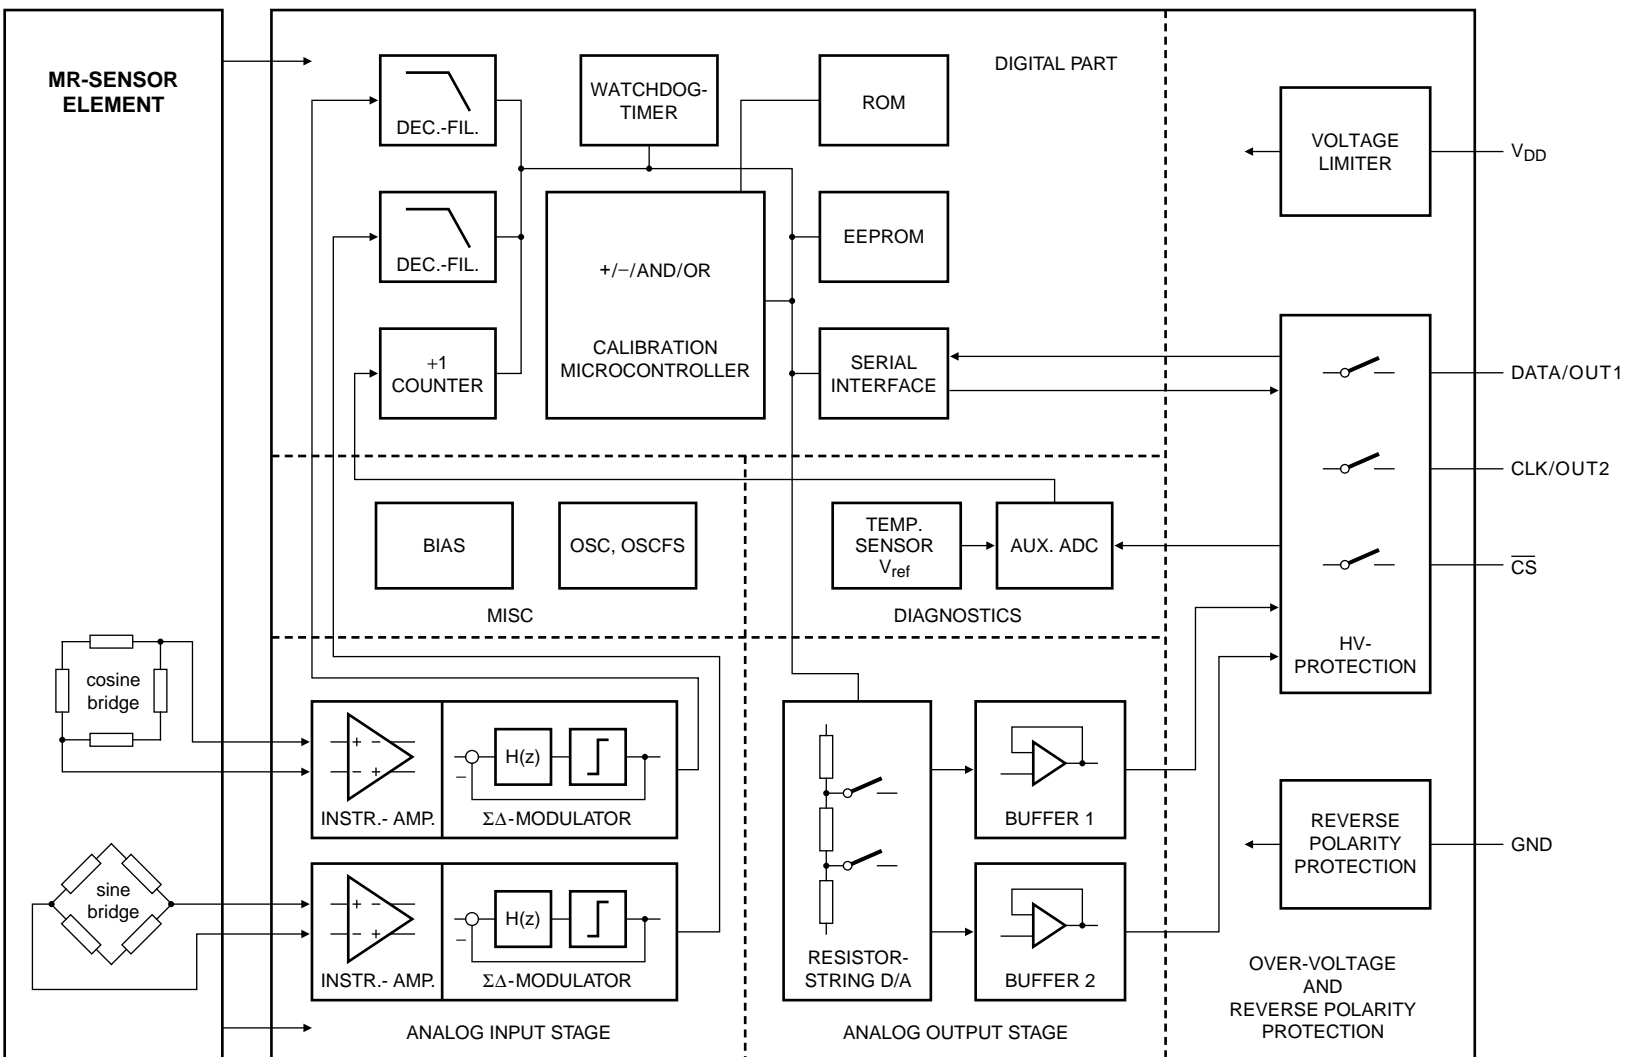 MR-SENSOR
ELEMENT
DIGITAL PART
DEC.-FIL.
WATCHDOG-
TIMER
ROM
DEC.-FIL.
+/−/AND/OR
CALIBRATION
MICROCONTROLLER
EEPROM
+1
COUNTER
SERIAL
INTERFACE
VOLTAGE
LIMITER
VDD
DATA/OUT1
CLK/OUT2
CS
HV-
PROTECTION
BIAS
OSC, OSCFS
MISC
TEMP.
SENSOR
Vref
AUX. ADC
DIAGNOSTICS
cosine
bridge
+ −
− +
INSTR.- AMP.
−
H(z)
ΣΔ-MODULATOR
sine
bridge
+ −
− +
INSTR.- AMP.
−
H(z)
ΣΔ-MODULATOR
ANALOG INPUT STAGE
RESISTOR-
STRING D/A
BUFFER 1
BUFFER 2
ANALOG OUTPUT STAGE
REVERSE
POLARITY
PROTECTION
GND
OVER-VOLTAGE
AND
REVERSE POLARITY
PROTECTION